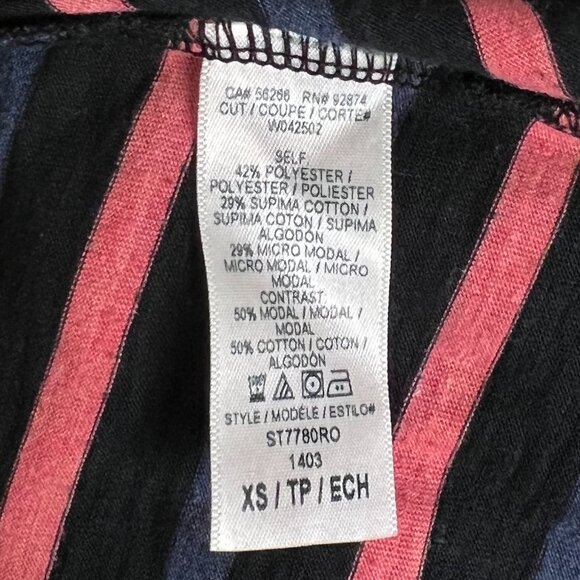 CA# 56266 RN# 92874
CUT / COUPE / CORTE#
W042502
SELF
42% POLYESTER /
POLYESTER / POLIESTER
29% SUPIMA COTTON /
SUPIMA COTON / SUPIMA
ALGODÓN
29% MICRO MODAL /
MICRO MODAL / MICRO
MODAL
CONTRAST
50% MODAL / MODAL /
MODAL
50% COTTON / COTON /
ALGODÓN
STYLE / MODÈLE / ESTILO#
ST7780RO
1403
XS / TP / ECH